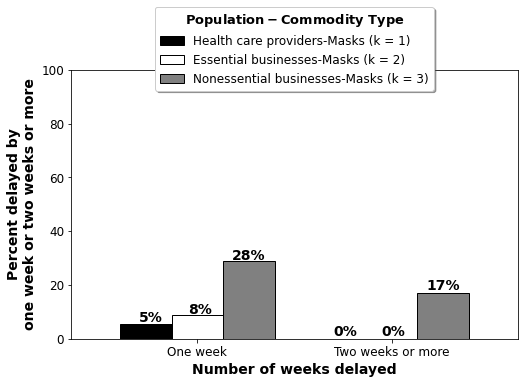 Population − Commodity Type
Health care providers-Masks (k = 1)
Essential businesses-Masks (k = 2)
Nonessential businesses-Masks (k = 3)
Percent delayed by
one week or two weeks or more
100
80
60
40
20
0
5%
8%
28%
0%
0%
17%
One week
Two weeks or more
Number of weeks delayed